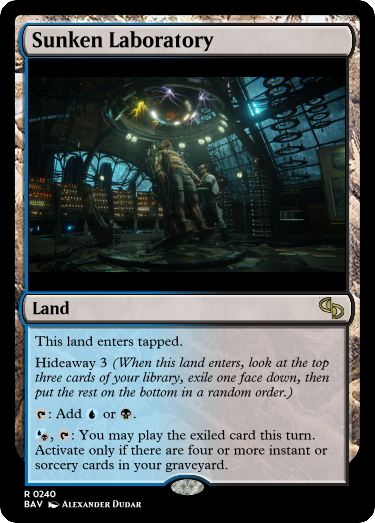 Sunken Laboratory
Land
This land enters tapped.
Hideaway 3 (When this land enters, look at the top
three cards of your library, exile one face down, then
put the rest on the bottom in a random order.)
: Add or .
, : You may play the exiled card this turn.
Activate only if there are four or more instant or
sorcery cards in your graveyard.
R 0240
BAV ALEXANDER DUDAR